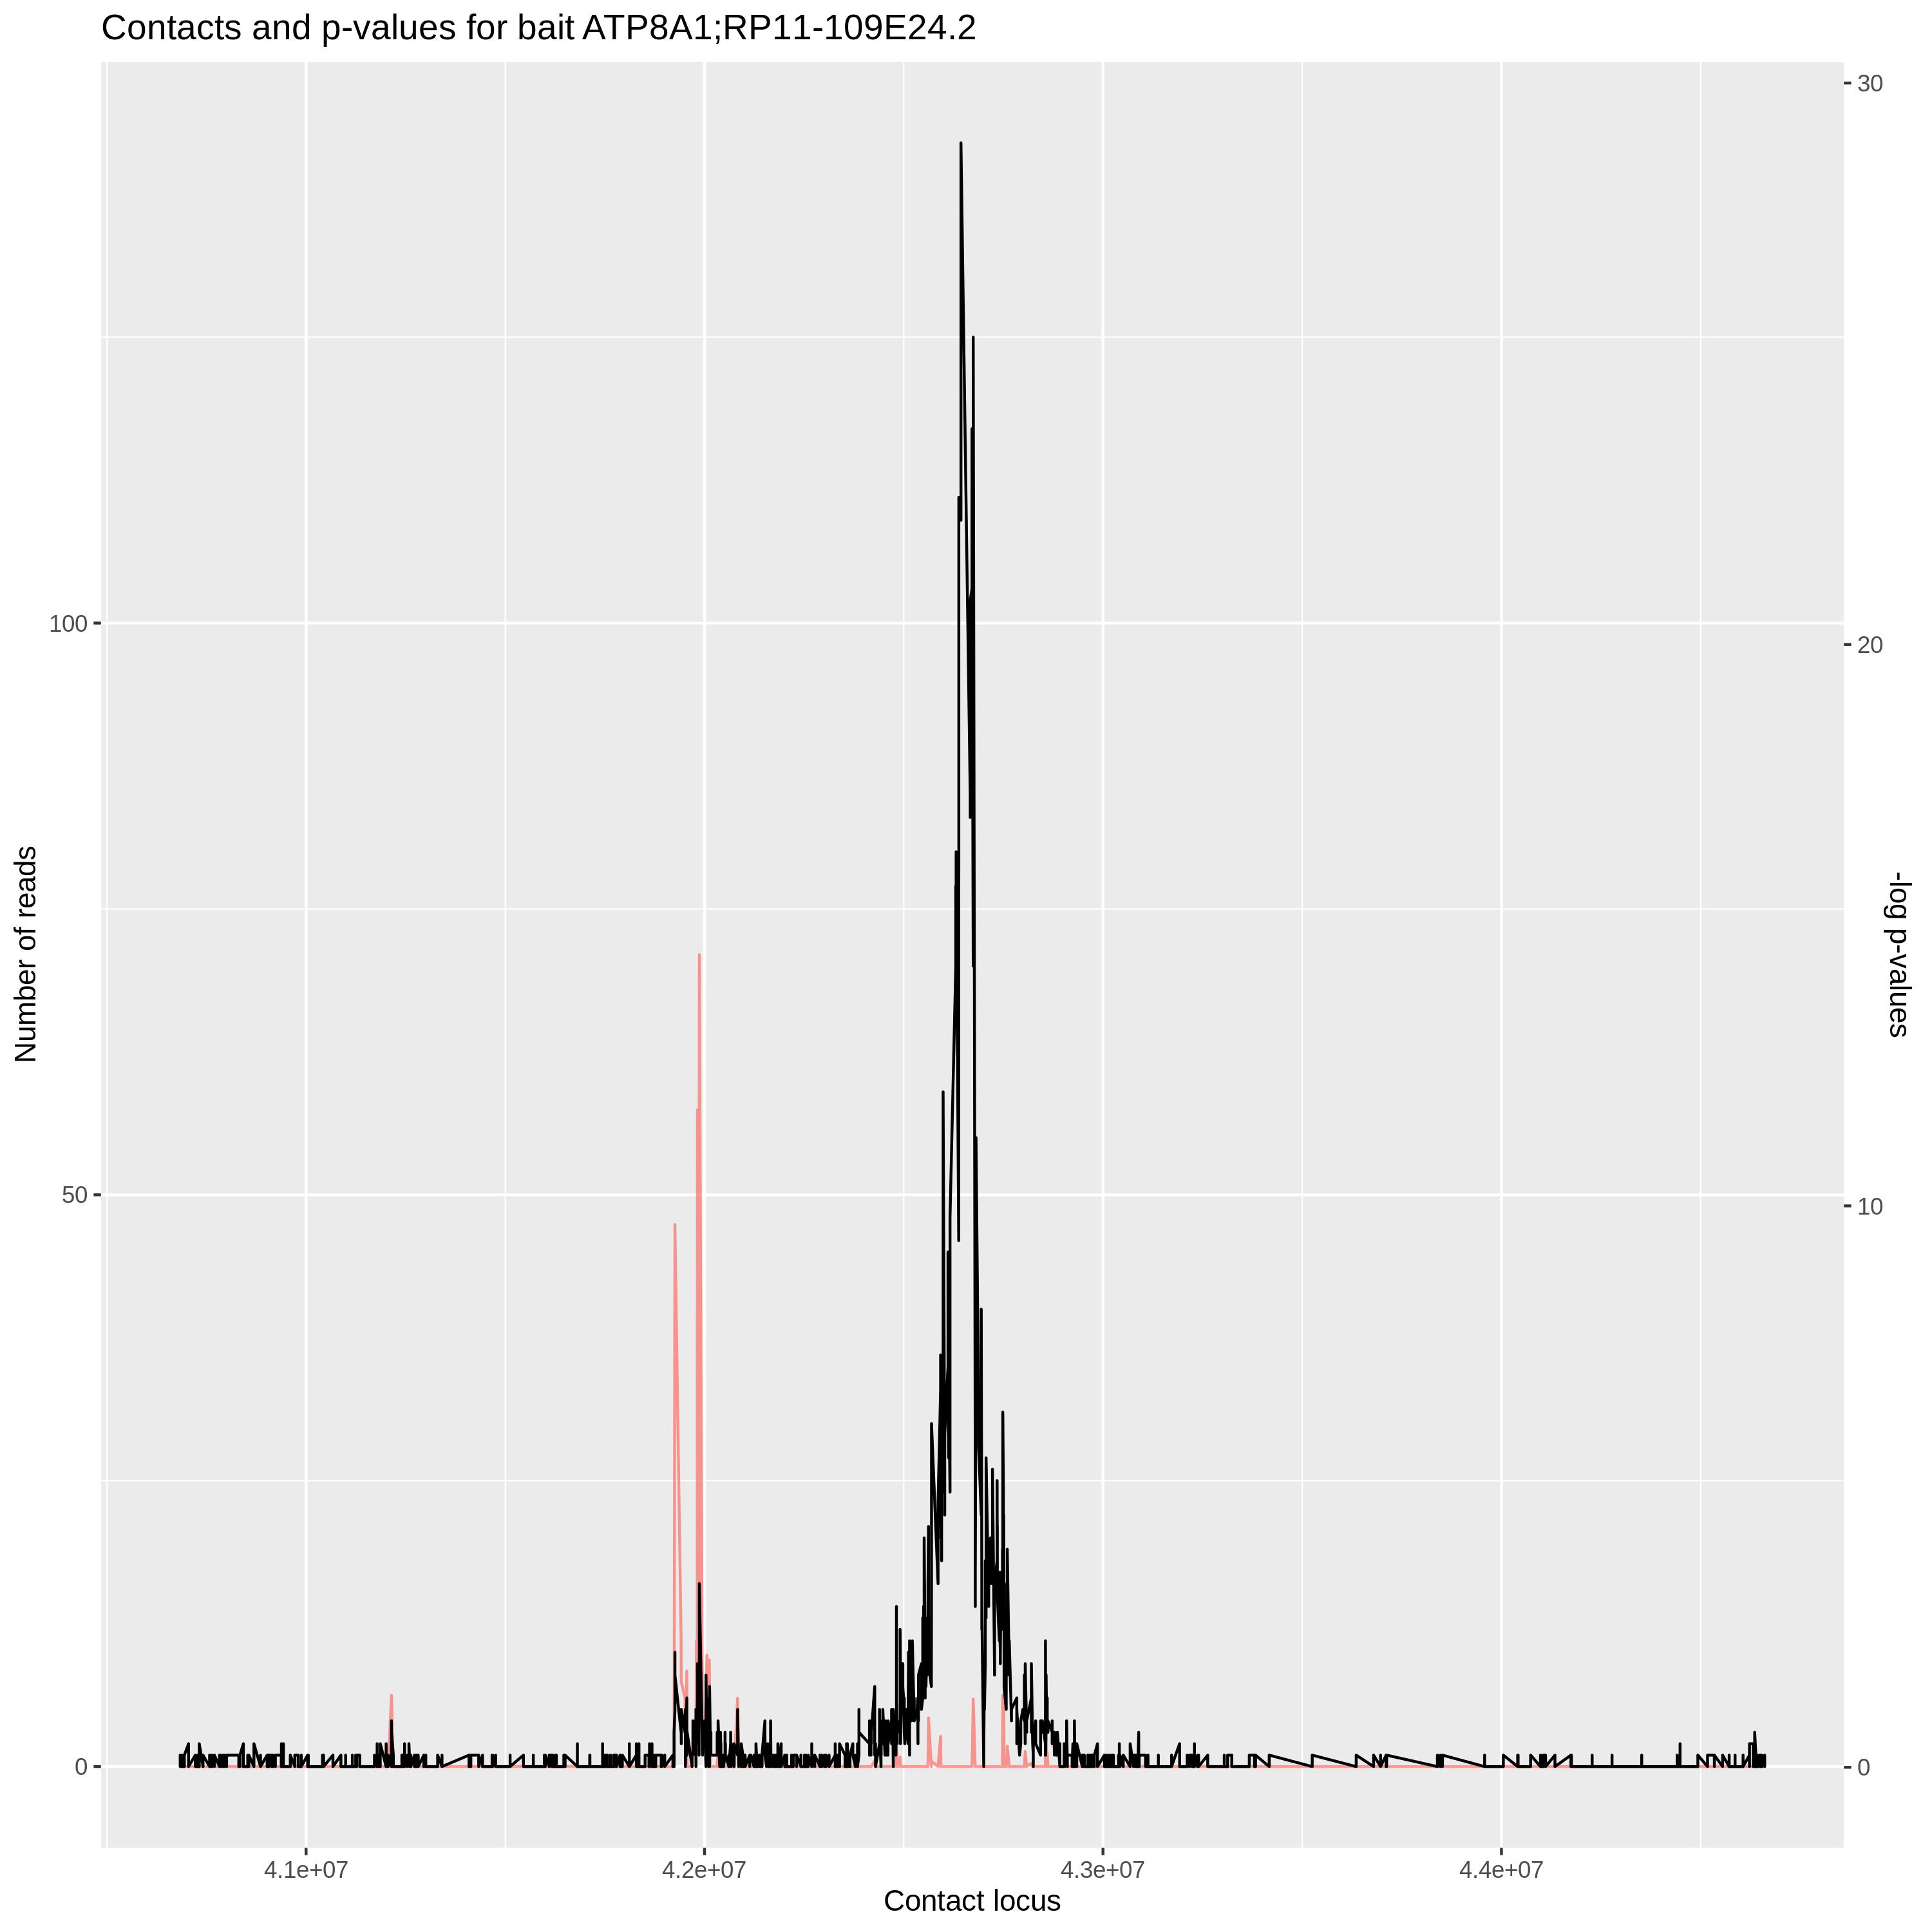 Contacts and p-values for bait ATP8A1;RP11-109E24.2
30
100
20
Number of reads
-log p-values
50
10
0
0
4.1e+07
4.2e+07
4.3e+07
4.4e+07
Contact locus